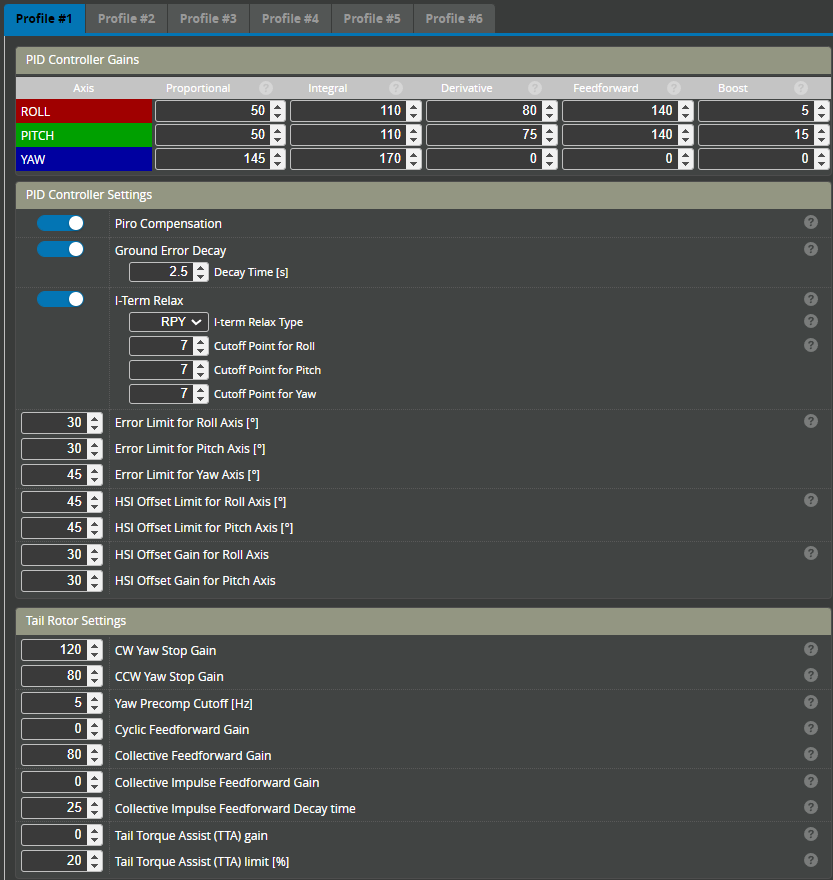 Profile #1 Profile #2 Profile #3 Profile #4 Profile #5 Profile #6
PID Controller Gains
Axis Proportional ? Integral ? Derivative ? Feedforward ? Boost ?
ROLL 50 110 80 140 5
PITCH 50 110 75 140 15
YAW 145 170 0 0 0
PID Controller Settings
Piro Compensation ?
Ground Error Decay ?
2.5 Decay Time [s]
I-Term Relax ?
RPY I-term Relax Type ?
7 Cutoff Point for Roll ?
7 Cutoff Point for Pitch
7 Cutoff Point for Yaw
30 Error Limit for Roll Axis [º] ?
30 Error Limit for Pitch Axis [º]
45 Error Limit for Yaw Axis [º]
45 HSI Offset Limit for Roll Axis [º] ?
45 HSI Offset Limit for Pitch Axis [º]
30 HSI Offset Gain for Roll Axis ?
30 HSI Offset Gain for Pitch Axis
Tail Rotor Settings
120 CW Yaw Stop Gain ?
80 CCW Yaw Stop Gain ?
5 Yaw Precomp Cutoff [Hz] ?
0 Cyclic Feedforward Gain ?
80 Collective Feedforward Gain ?
0 Collective Impulse Feedforward Gain ?
25 Collective Impulse Feedforward Decay time ?
0 Tail Torque Assist (TTA) gain ?
20 Tail Torque Assist (TTA) limit [%] ?